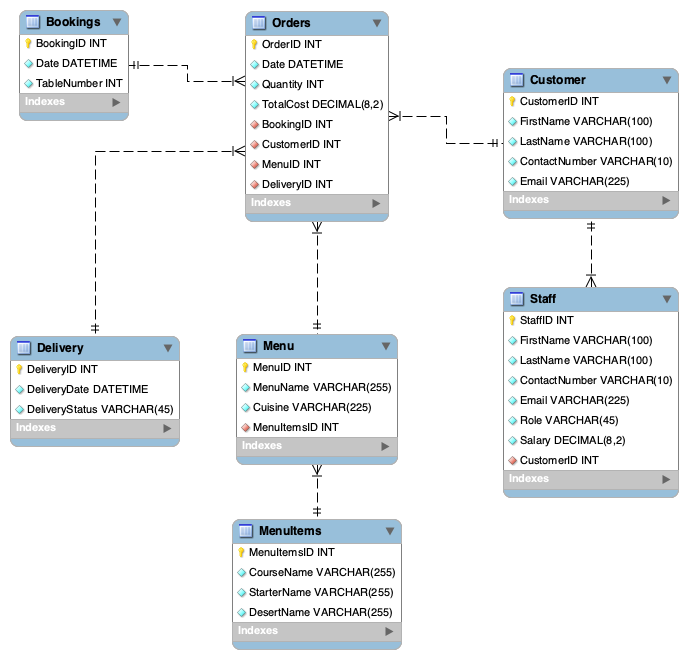 Bookings
BookingID INT
Date DATETIME
TableNumber INT
Indexes
Orders
OrderID INT
Date DATETIME
Quantity INT
TotalCost DECIMAL(8,2)
BookingID INT
CustomerID INT
MenuID INT
DeliveryID INT
Indexes
Customer
CustomerID INT
FirstName VARCHAR(100)
LastName VARCHAR(100)
ContactNumber VARCHAR(10)
Email VARCHAR(225)
Indexes
Delivery
DeliveryID INT
DeliveryDate DATETIME
DeliveryStatus VARCHAR(45)
Indexes
Menu
MenuID INT
MenuName VARCHAR(255)
Cuisine VARCHAR(225)
MenuItemsID INT
Indexes
Staff
StaffID INT
FirstName VARCHAR(100)
LastName VARCHAR(100)
ContactNumber VARCHAR(10)
Email VARCHAR(225)
Role VARCHAR(45)
Salary DECIMAL(8,2)
CustomerID INT
Indexes
MenuItems
MenuItemsID INT
CourseName VARCHAR(255)
StarterName VARCHAR(255)
DesertName VARCHAR(255)
Indexes